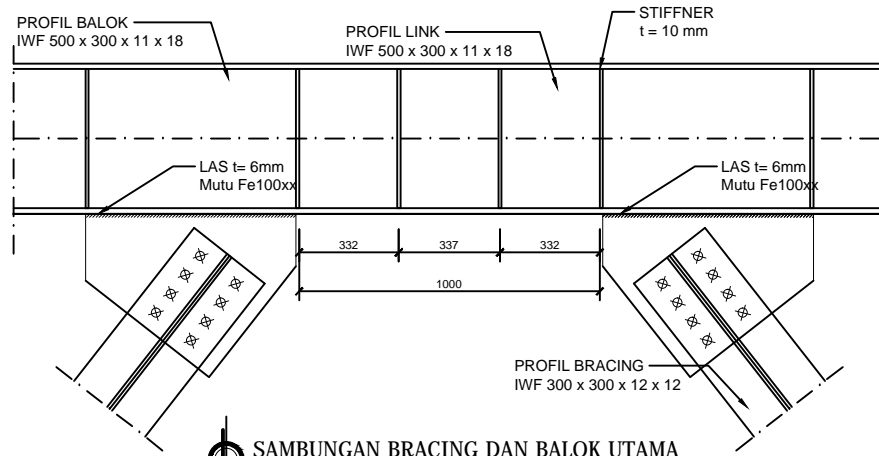 PROFIL BALOK
IWF 500 x 300 x 11 x 18
PROFIL LINK
IWF 500 x 300 x 11 x 18
STIFFNER
t = 10 mm
LAS t= 6mm
Mutu Fe100xx
LAS t= 6mm
Mutu Fe100xx
332
337
332
1000
PROFIL BRACING
IWF 300 x 300 x 12 x 12
SAMBUNGAN BRACING DAN BALOK UTAMA